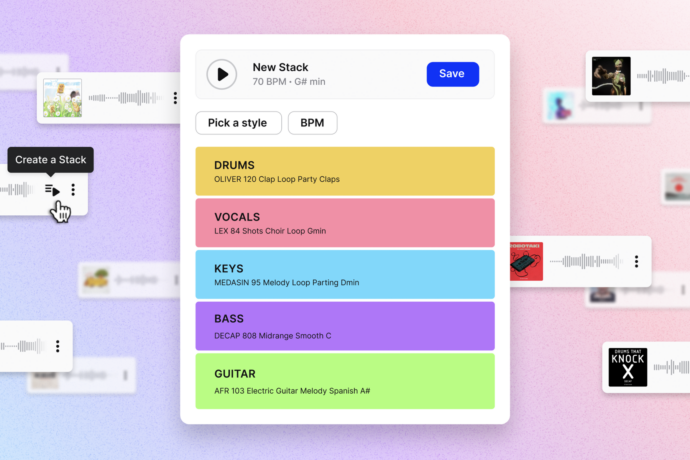 New Stack
70 BPM • G# min
Save
Pick a style
BPM
Create a Stack
DRUMS
OLIVER 120 Clap Loop Party Claps
VOCALS
LEX 84 Shots Choir Loop Gmin
KEYS
MEDASIN 95 Melody Loop Parting Dmin
BASS
DECAP 808 Midrange Smooth C
GUITAR
AFR 103 Electric Guitar Melody Spanish A#
DRUMS THAT
KNOCK
X